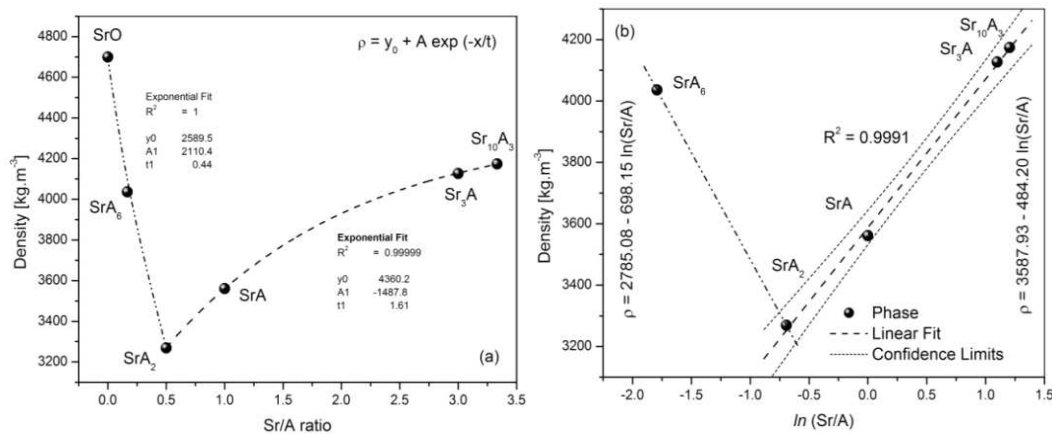 (a)
SrO
ρ = y₀ + A exp (-x/t)
Exponential Fit
R² = 1
y0 2589.5
A1 2110.4
t1 0.44
SrA₆
SrA₂
SrA
Sr₃A
Sr₁₀A₃
Exponential Fit
R² = 0.99999
y0 4360.2
A1 -1487.8
t1 1.61
4800
4600
4400
4200
4000
3800
3600
3400
3200
Density [kg.m⁻³]
0.0 0.5 1.0 1.5 2.0 2.5 3.0 3.5
Sr/A ratio
(b)
SrA₆
Sr₁₀A₃
Sr₃A
R² = 0.9991
SrA
SrA₂
ρ = 2785.08 - 698.15 ln(Sr/A)
ρ = 3587.93 - 484.20 ln(Sr/A)
Phase
Linear Fit
Confidence Limits
4200
4000
3800
3600
3400
3200
Density [kg.m⁻³]
-2.0 -1.5 -1.0 -0.5 0.0 0.5 1.0 1.5
ln (Sr/A)